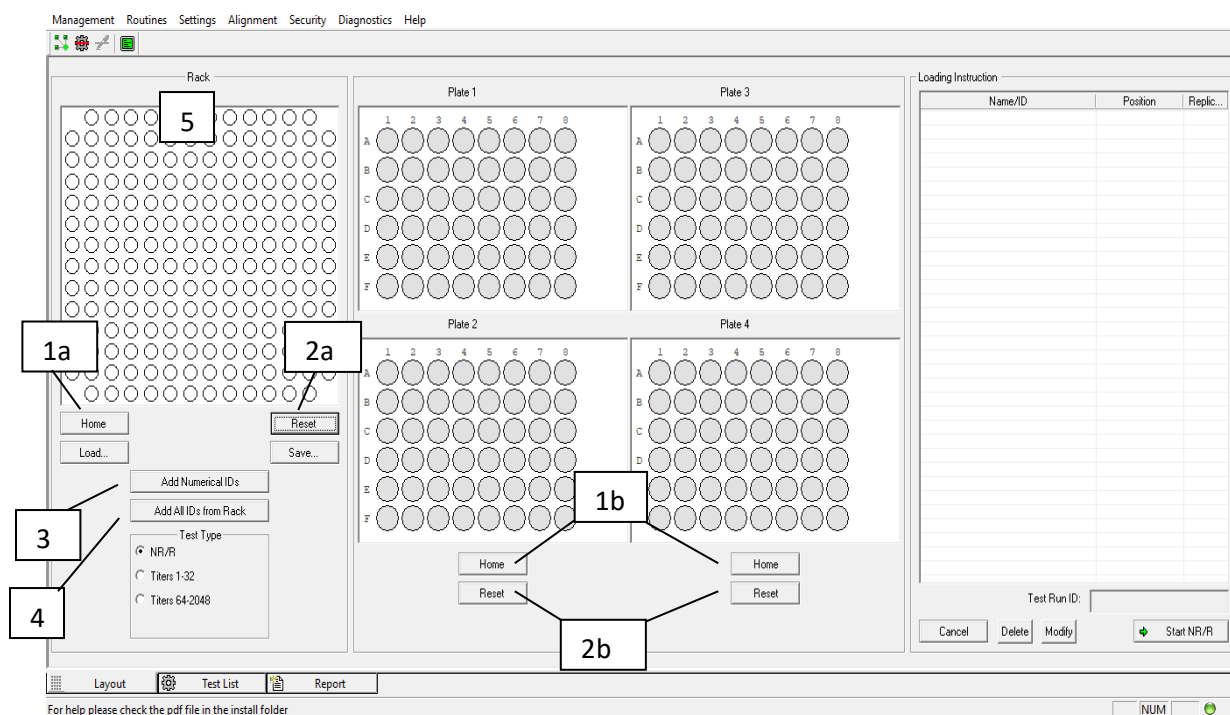 Management Routines Settings Alignment Security Diagnostics Help
Rack
5
1a
2a
Home
Reset
Load...
Save...
Add Numerical IDs
Add All IDs from Rack
3
4
Test Type
NR/R
Titers 1-32
Titers 64-2048
Plate 1
1 2 3 4 5 6 7 8
A
B
C
D
E
F
Plate 3
1 2 3 4 5 6 7 8
A
B
C
D
E
F
Plate 2
1 2 3 4 5 6 7 8
A
B
C
D
E
F
Plate 4
1 2 3 4 5 6 7 8
A
B
C
D
1b
Home
Home
Reset
Reset
2b
Loading Instruction
Name/ID Position Replic...
Test Run ID:
Cancel Delete Modify Start NR/R
Layout Test List Report
For help please check the pdf file in the install folder
NUM